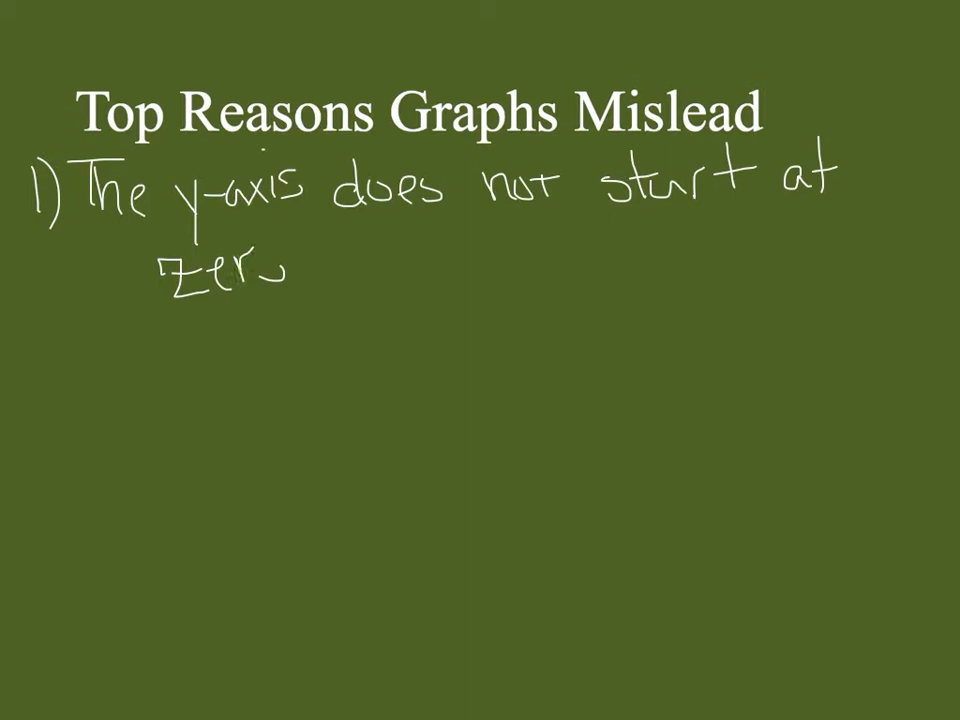 Top Reasons Graphs Mislead
1) The y-axis does not start at
zero